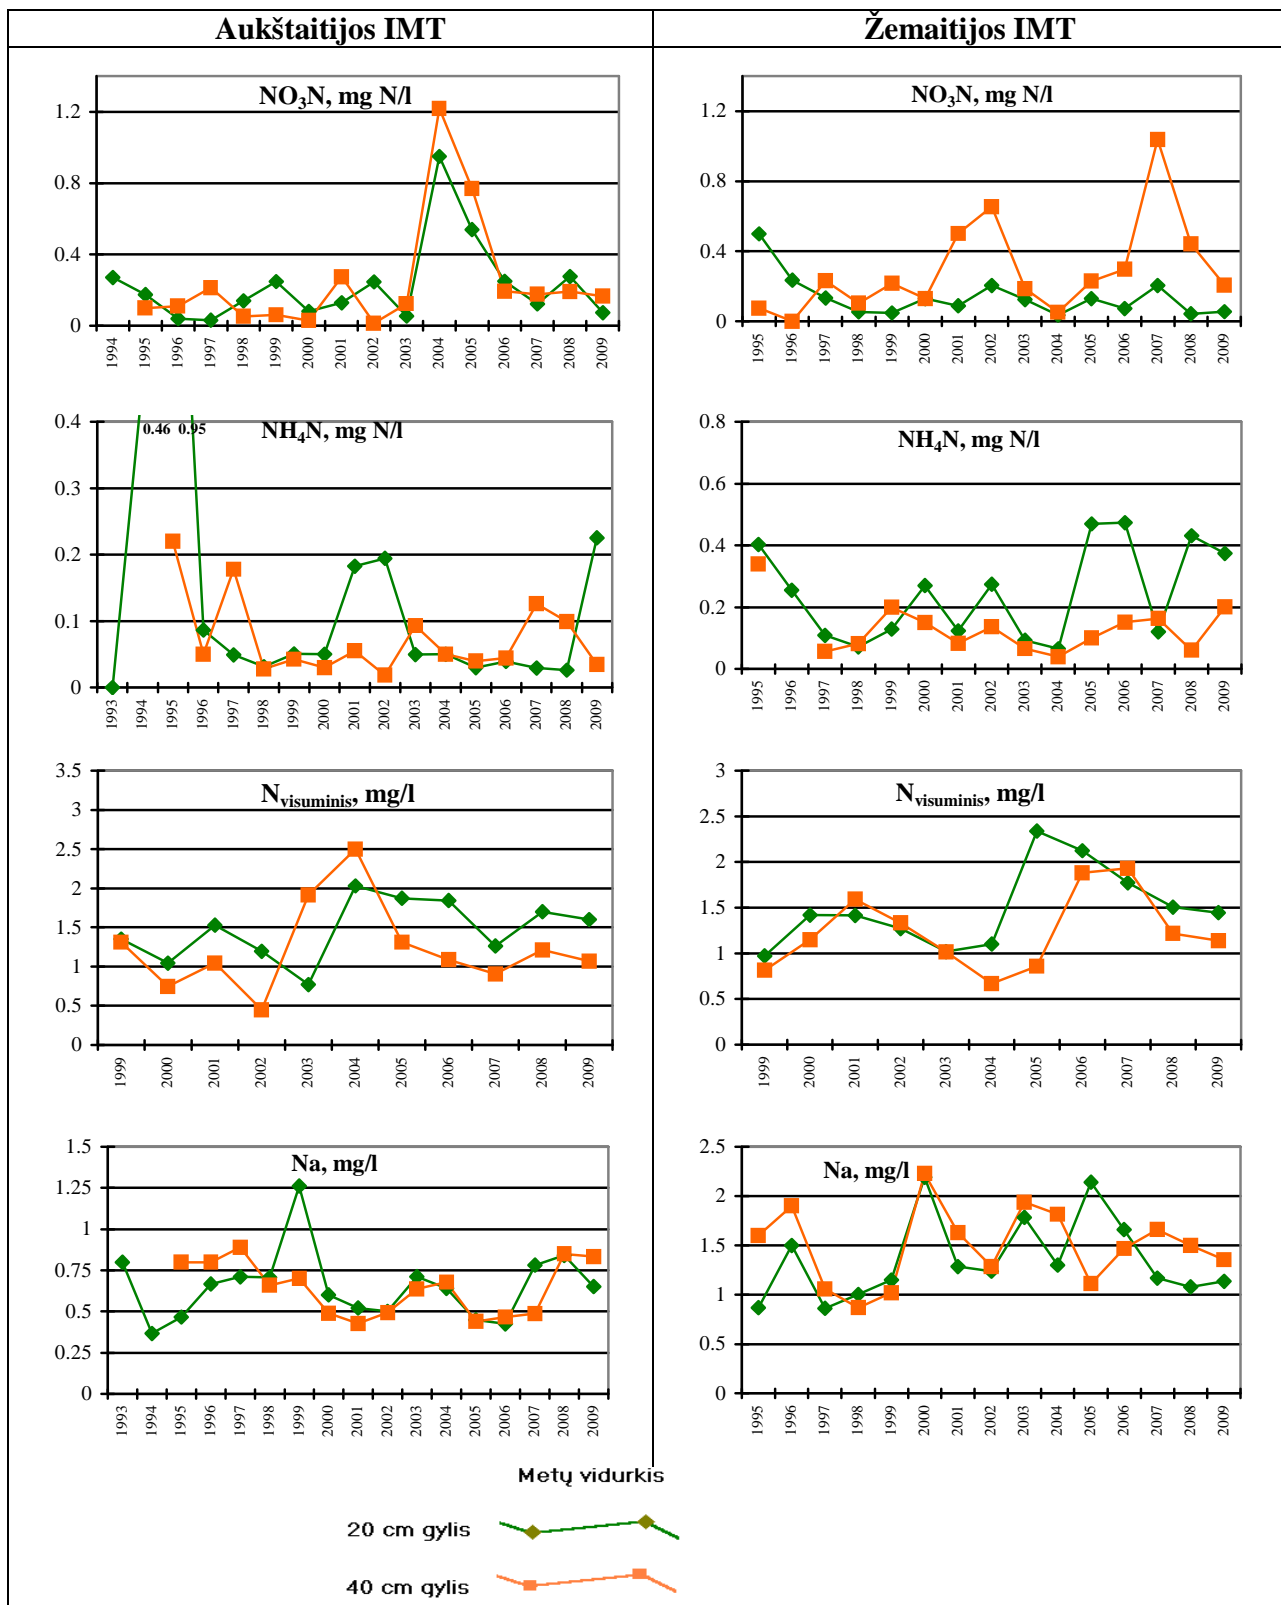 Aukštaitijos IMT
Žemaitijos IMT
NO₃N, mg N/l
1.2
0.8
0.4
0
1994 1995 1996 1997 1998 1999 2000 2001 2002 2003 2004 2005 2006 2007 2008 2009
NO₃N, mg N/l
1.2
0.8
0.4
0
1995 1996 1997 1998 1999 2000 2001 2002 2003 2004 2005 2006 2007 2008 2009
NH₄N, mg N/l
0.46 0.95
0.4
0.3
0.2
0.1
0
1993 1994 1995 1996 1997 1998 1999 2000 2001 2002 2003 2004 2005 2006 2007 2008 2009
NH₄N, mg N/l
0.8
0.6
0.4
0.2
0
1995 1996 1997 1998 1999 2000 2001 2002 2003 2004 2005 2006 2007 2008 2009
Nvisuminis, mg/l
3.5
3
2.5
2
1.5
1
0.5
0
1999 2000 2001 2002 2003 2004 2005 2006 2007 2008 2009
Nvisuminis, mg/l
3
2.5
2
1.5
1
0.5
0
1999 2000 2001 2002 2003 2004 2005 2006 2007 2008 2009
Na, mg/l
1.5
1.25
1
0.75
0.5
0.25
0
1993 1994 1995 1996 1997 1998 1999 2000 2001 2002 2003 2004 2005 2006 2007 2008 2009
Na, mg/l
2.5
2
1.5
1
0.5
0
1995 1996 1997 1998 1999 2000 2001 2002 2003 2004 2005 2006 2007 2008 2009
Metų vidurkis
20 cm gylis
40 cm gylis